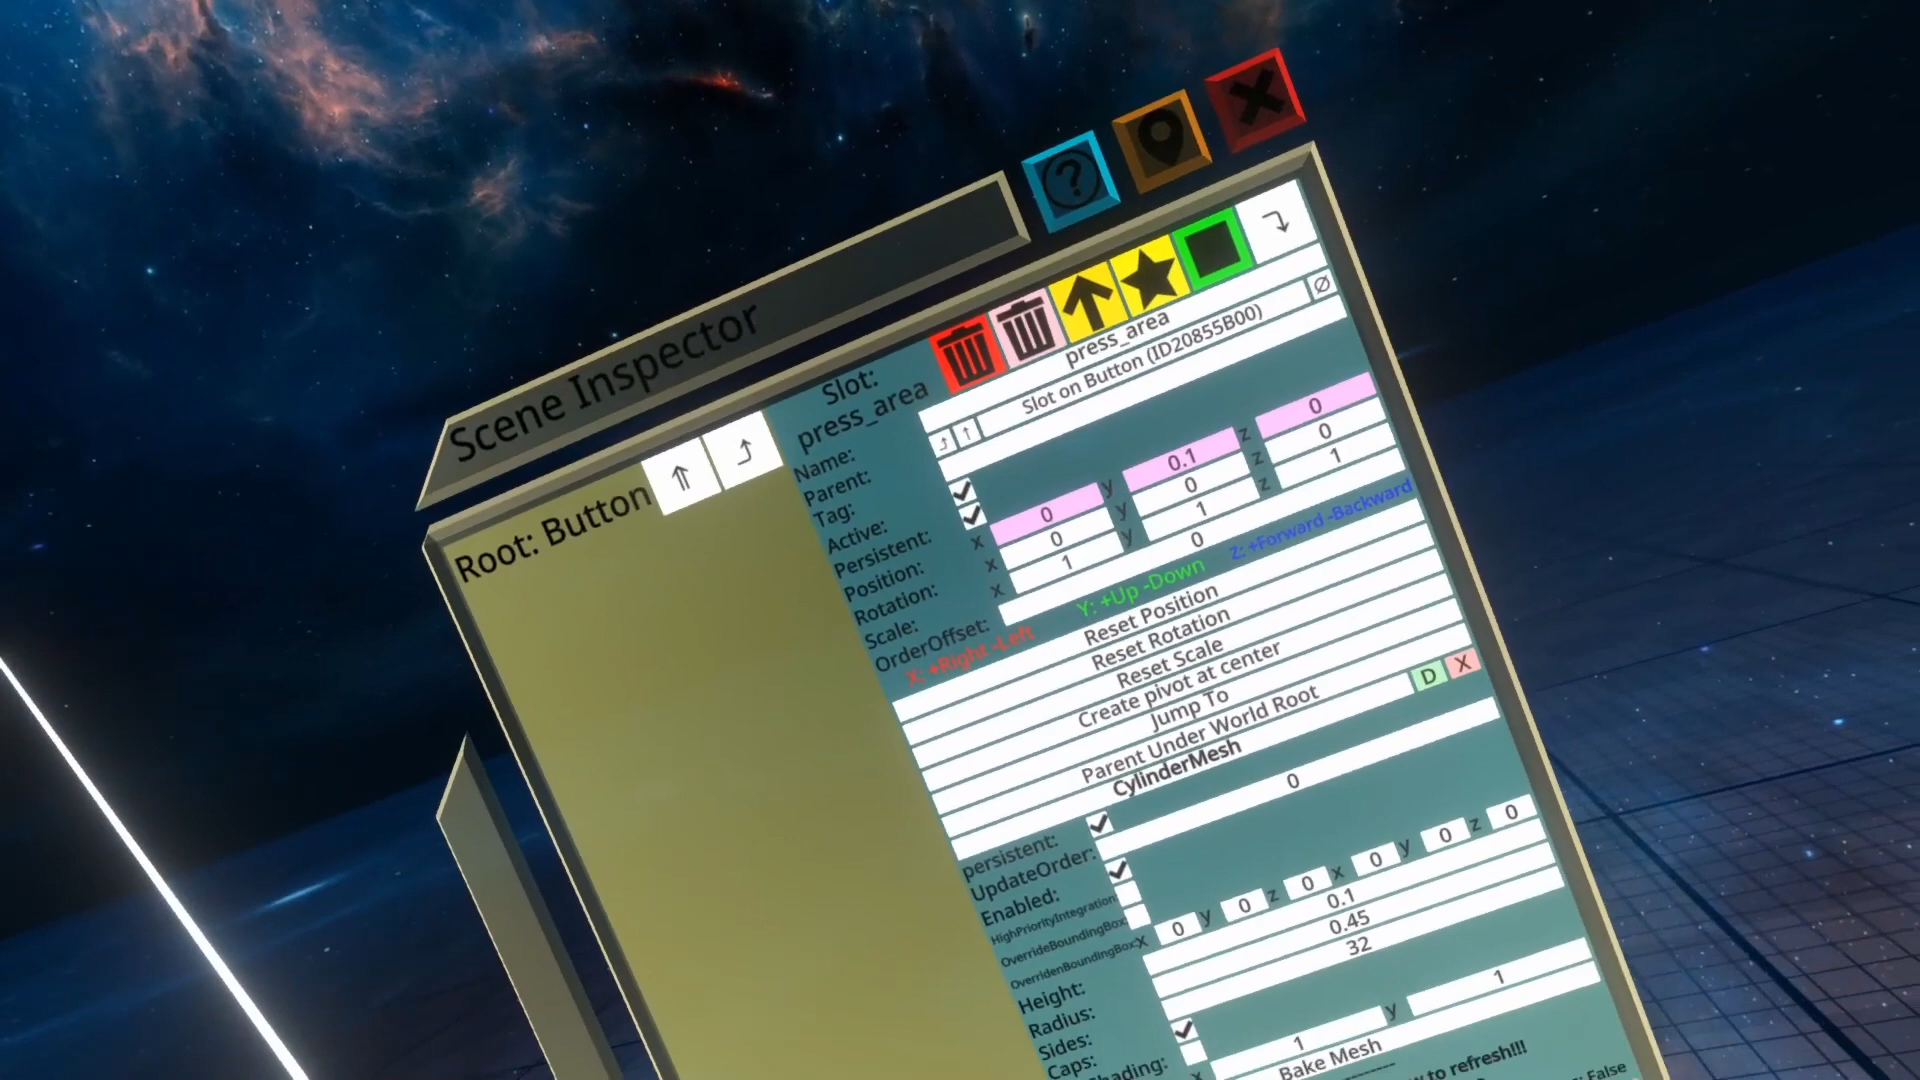 Scene Inspector
Root: Button
Slot:
press_area
Name: press_area
Parent: Slot on Button (ID20855B00) Ø
Tag:
Active:
Persistent:
Position: x 0 y 0.1 z 0
Rotation: x 0 y 0 z 0
Scale: x 1 y 1 z 1
OrderOffset: 0
X: +Right -Left Y: +Up -Down Z: +Forward -Backward
Reset Position
Reset Rotation
Reset Scale
Create pivot at center
Jump To
Parent Under World Root
CylinderMesh D X
persistent:
UpdateOrder: 0
Enabled:
HighPriorityIntegration
OverrideBoundingBox
OverridenBoundingBox: x 0 y 0 z 0 x 0 y 0 z 0
Height: 0.1
Radius: 0.45
Sides: 32
Caps:
hading:
x 1 y 1
Bake Mesh
w to refresh!!!
False